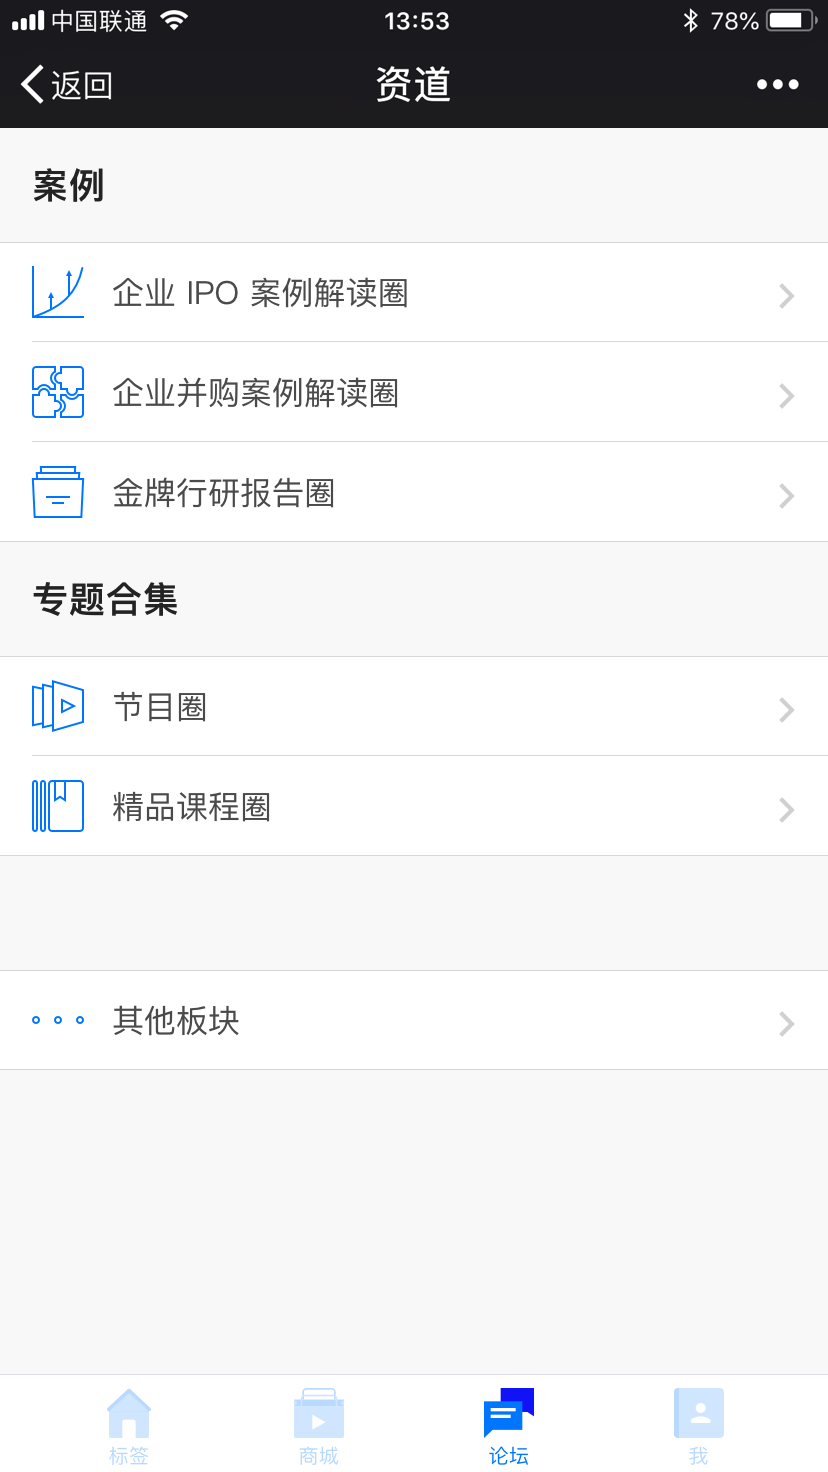 中国联通 13:53 78%
返回 资道
案例
企业 IPO 案例解读圈
企业并购案例解读圈
金牌行研报告圈
专题合集
节目圈
精品课程圈
其他板块
标签 商城 论坛 我